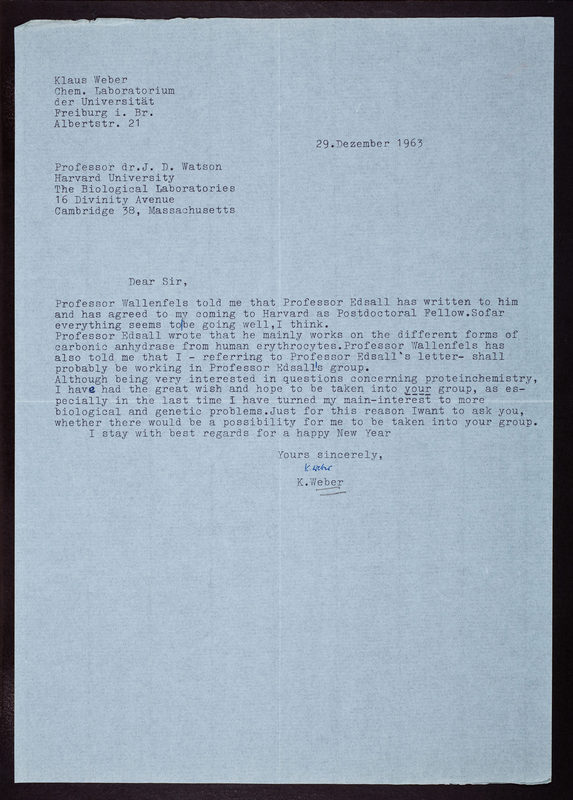 Klaus Weber
Chem. Laboratorium
der Universität
Freiburg i. Br.
Albertstr. 21
29.Dezember 1963
Professor dr.J. D. Watson
Harvard University
The Biological Laboratories
16 Divinity Avenue
Cambridge 38, Massachusetts
Dear Sir,
Professor Wallenfels told me that Professor Edsall has written to him
and has agreed to my coming to Harvard as Postdoctoral Fellow.Sofar
everything seems to be going well,I think.
Professor Edsall wrote that he mainly works on the different forms of
carbonic anhydrase from human erythrocytes.Professor Wallenfels has
also told me that I - referring to Professor Edsall's letter- shall
probably be working in Professor Edsall's group.
Although being very interested in questions concerning proteinchemistry,
I have had the great wish and hope to be taken into your group, as es-
pecially in the last time I have turned my main-interest to more
biological and genetic problems.Just for this reason Iwant to ask you,
whether there would be a possibility for me to be taken into your group.
I stay with best regards for a happy New Year
Yours sincerely,
K. Weber
K.Weber